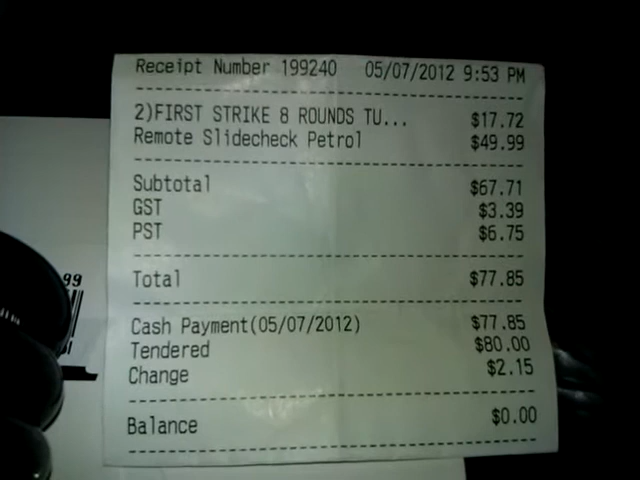 Receipt Number 199240 05/07/2012 9:53 PM
2)FIRST STRIKE 8 ROUNDS TU... $17.72
Remote Slidecheck Petrol $49.99
Subtotal $67.71
GST $3.39
PST $6.75
Total $77.85
Cash Payment(05/07/2012) $77.85
Tendered $80.00
Change $2.15
Balance $0.00
99